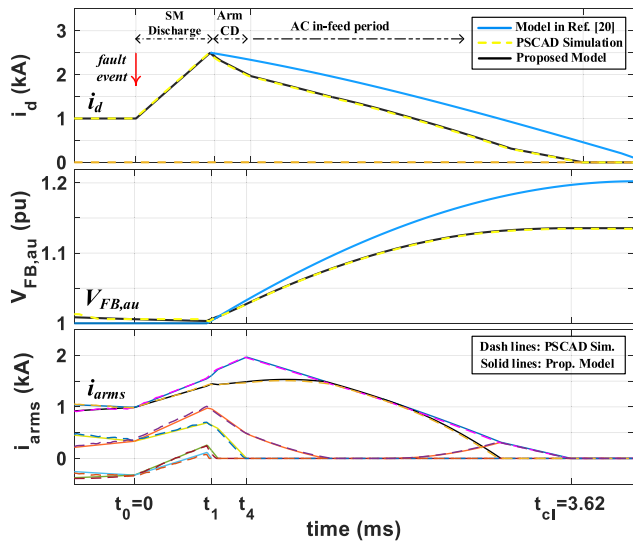 SM
Discharge
Arm
CD
AC in-feed period
Model in Ref. [20]
PSCAD Simulation
Proposed Model
fault
event
i_d
i_d (kA)
3
2
1
0
1.2
1.1
1
V_FB,au (pu)
V_FB,au
Dash lines: PSCAD Sim.
Solid lines: Prop. Model
i_arms
i_arms (kA)
2
1
0
t_0=0
t_1
t_4
t_cl=3.62
time (ms)